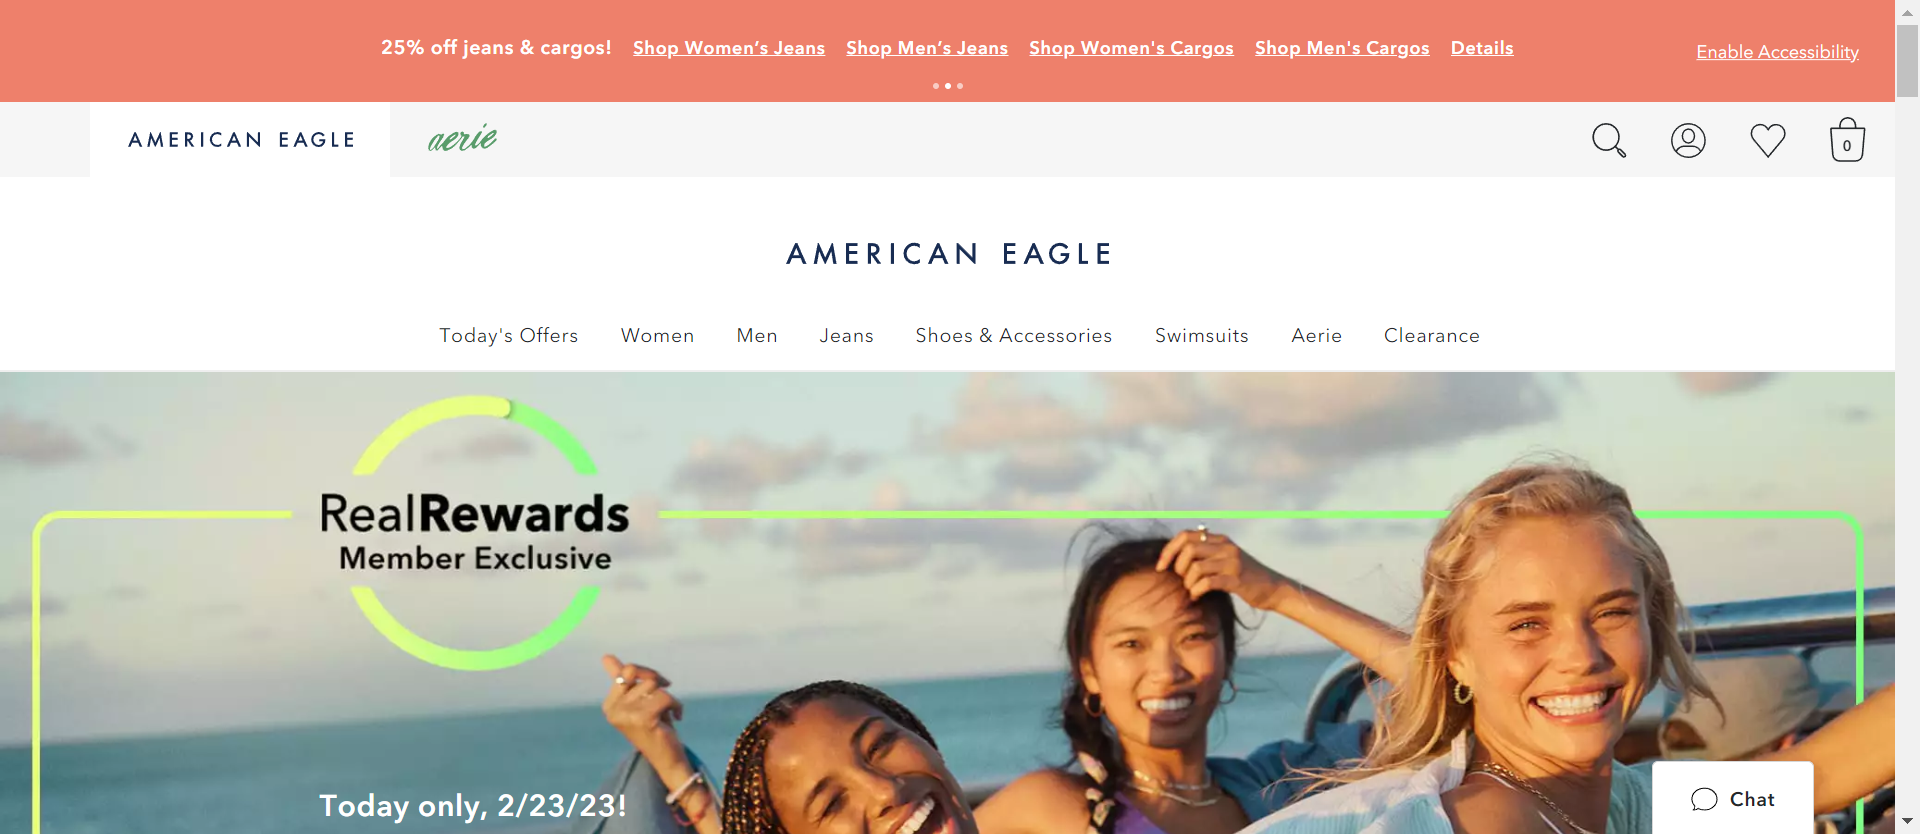 25% off jeans & cargos! Shop Women’s Jeans Shop Men’s Jeans Shop Women's Cargos Shop Men's Cargos Details
Enable Accessibility
AMERICAN EAGLE
aerie
0
AMERICAN EAGLE
Today's Offers Women Men Jeans Shoes & Accessories Swimsuits Aerie Clearance
RealRewards
Member Exclusive
Today only, 2/23/23!
Chat